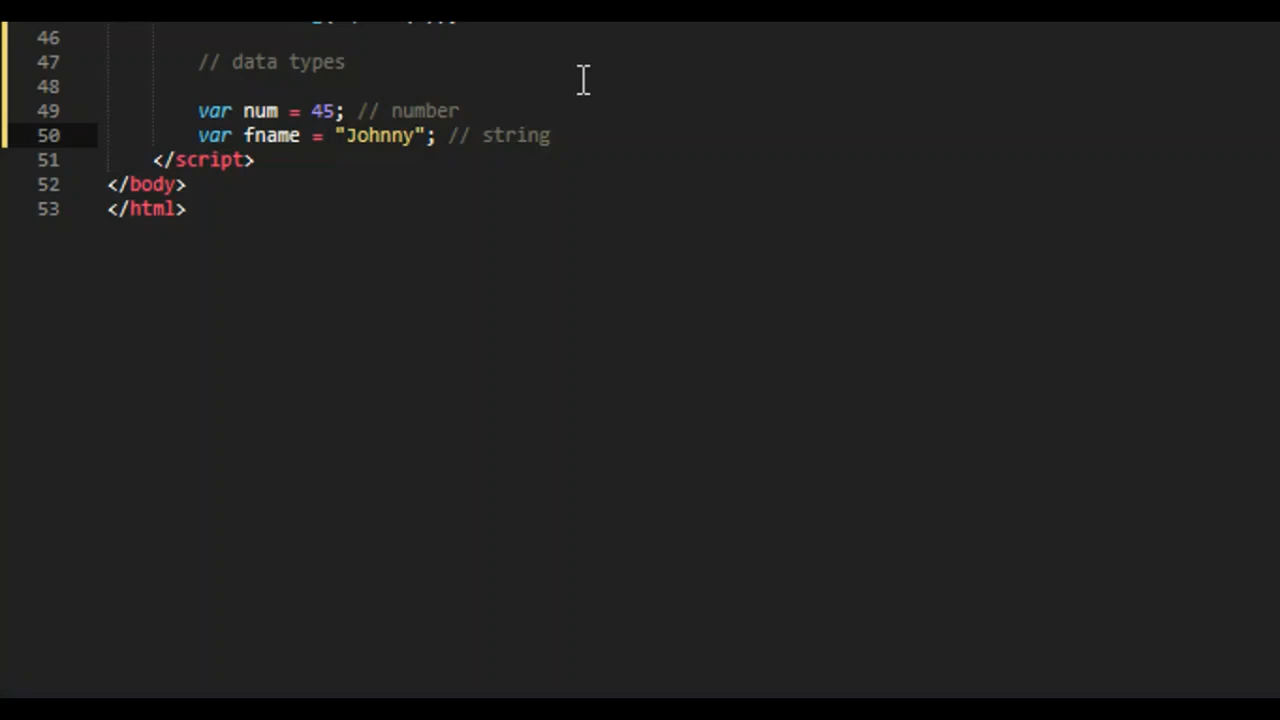 46
47 // data types
48
49 var num = 45; // number
50 var fname = "Johnny"; // string
51 </script>
52 </body>
53 </html>